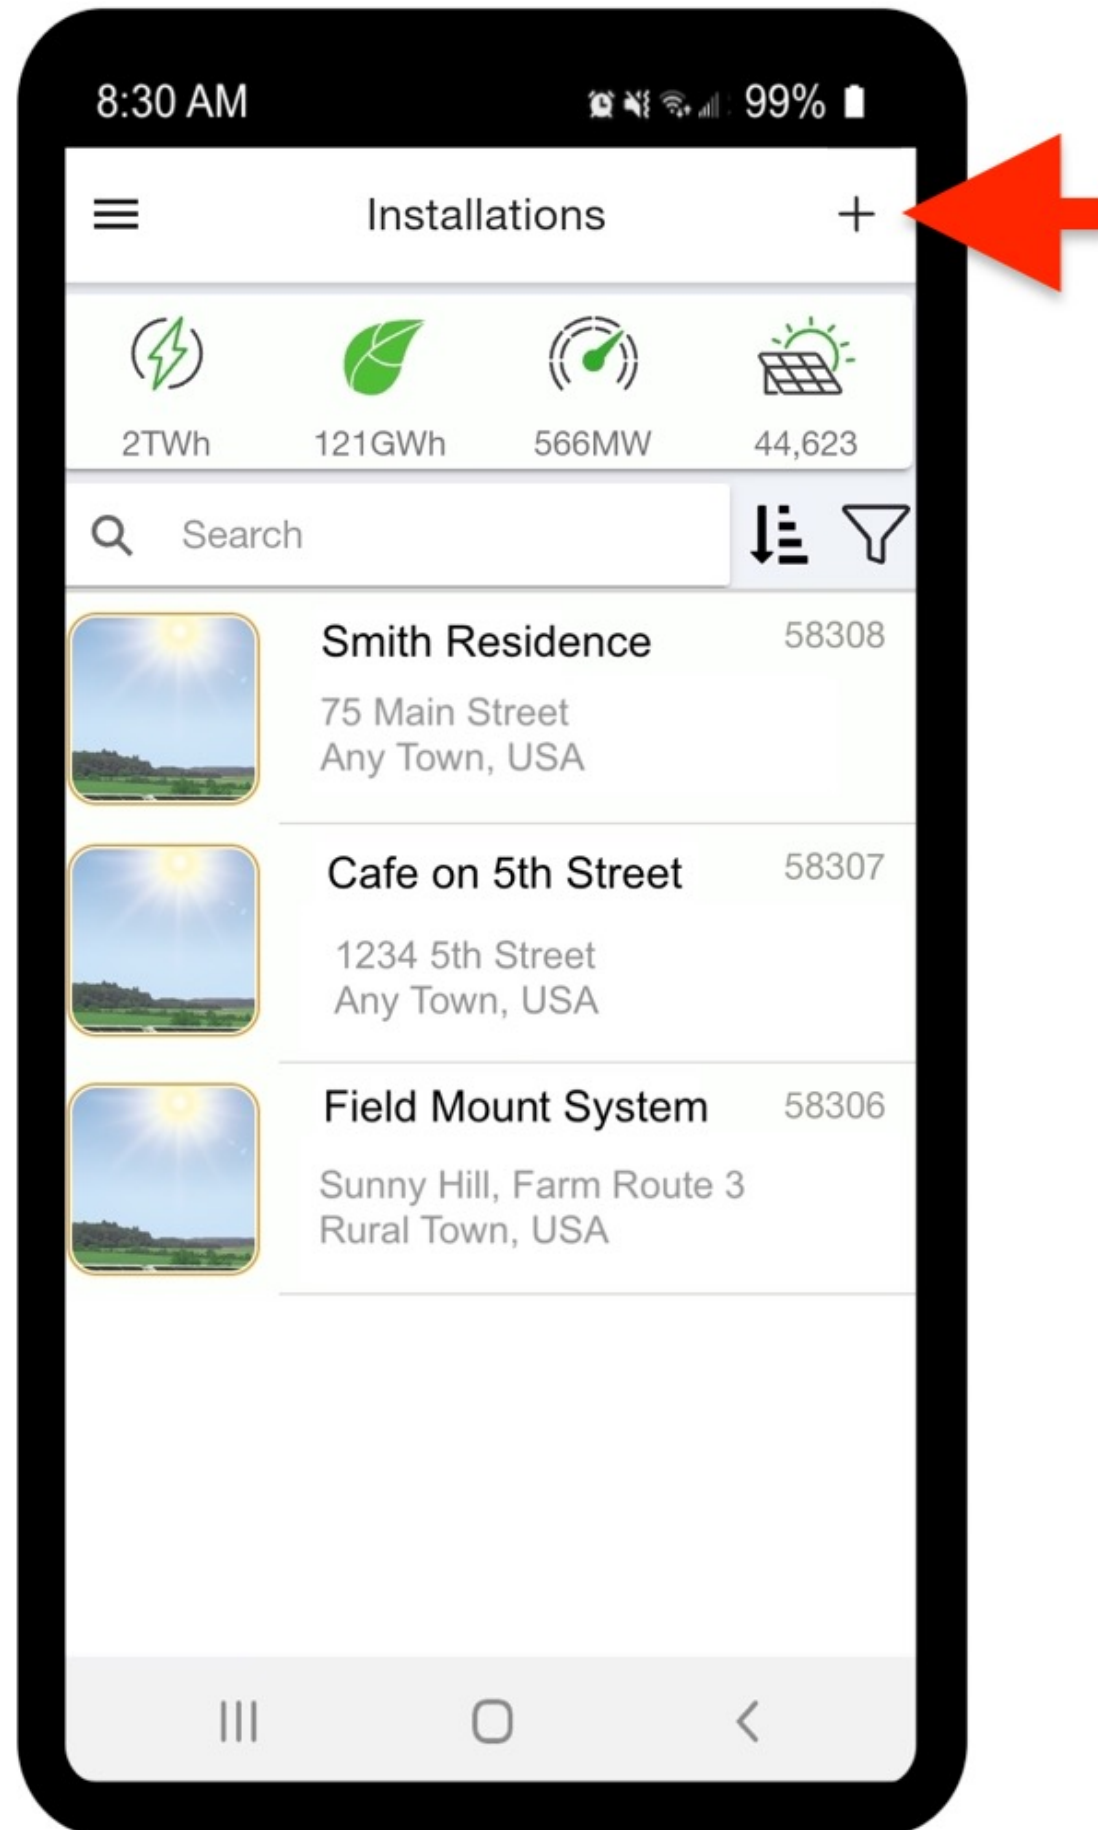 8:30 AM 99%
Installations +
2TWh 121GWh 566MW 44,623
Search
Smith Residence 58308
75 Main Street
Any Town, USA
Cafe on 5th Street 58307
1234 5th Street
Any Town, USA
Field Mount System 58306
Sunny Hill, Farm Route 3
Rural Town, USA